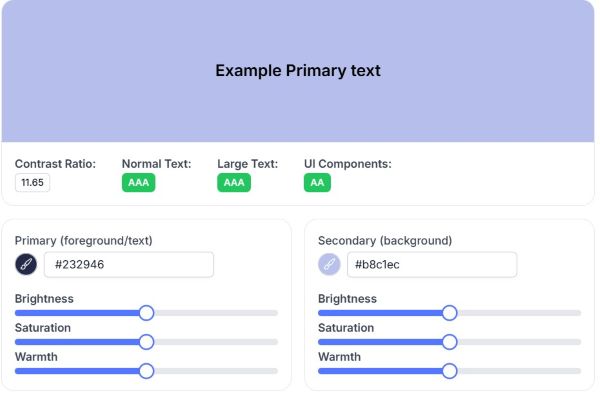 Example Primary text
Contrast Ratio: Normal Text: Large Text: UI Components:
11.65 AAA AAA AA
Primary (foreground/text)
#232946
Brightness
Saturation
Warmth
Secondary (background)
#b8c1ec
Brightness
Saturation
Warmth